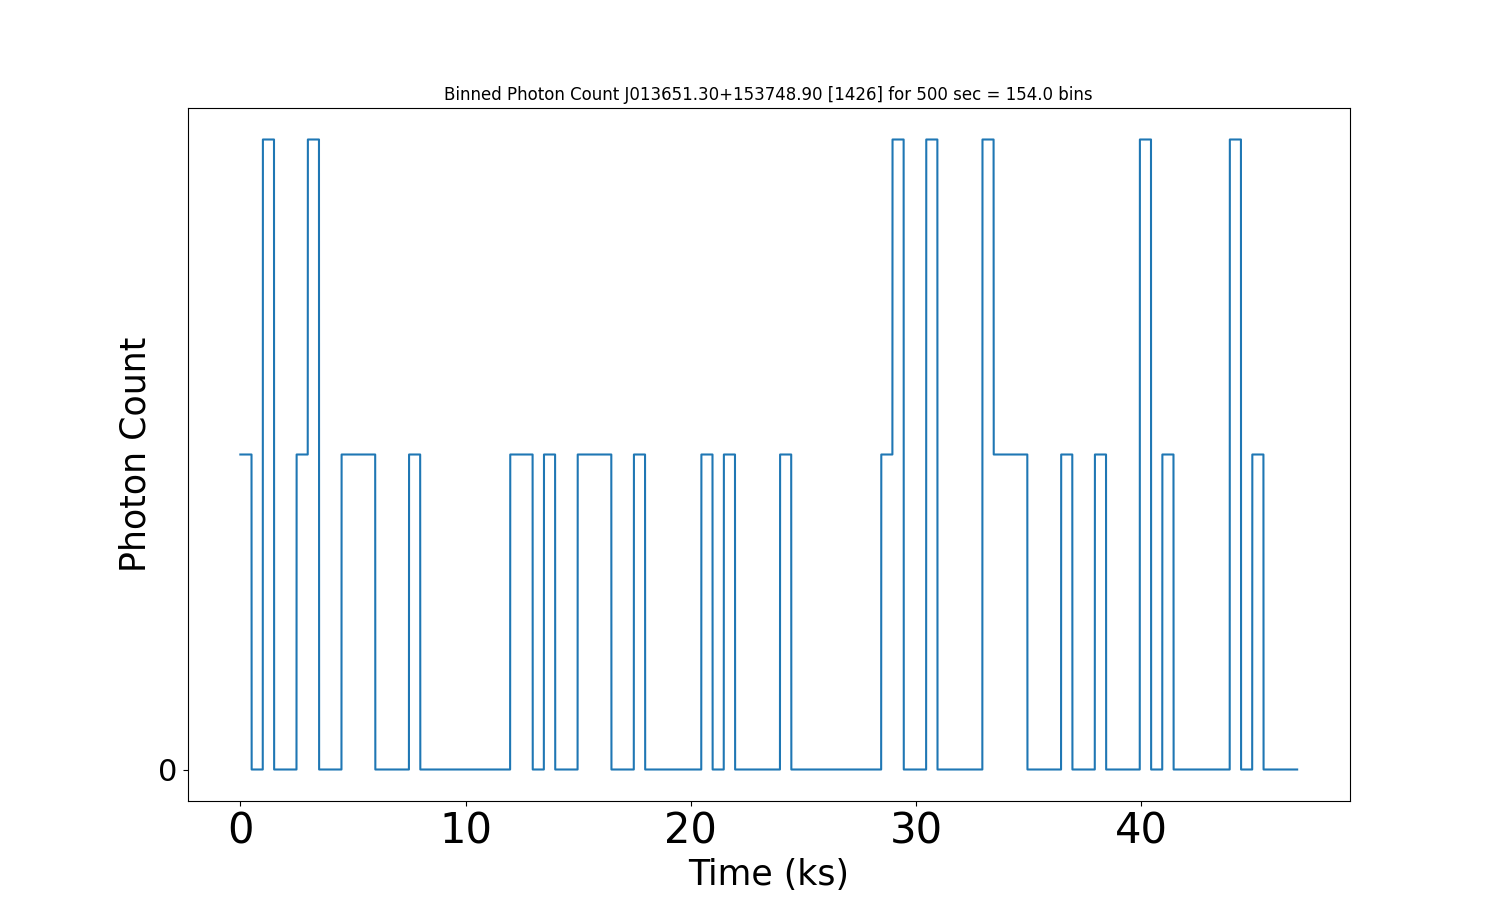 Binned Photon Count J013651.30+153748.90 [1426] for 500 sec = 154.0 bins
Photon Count
0
0 10 20 30 40
Time (ks)